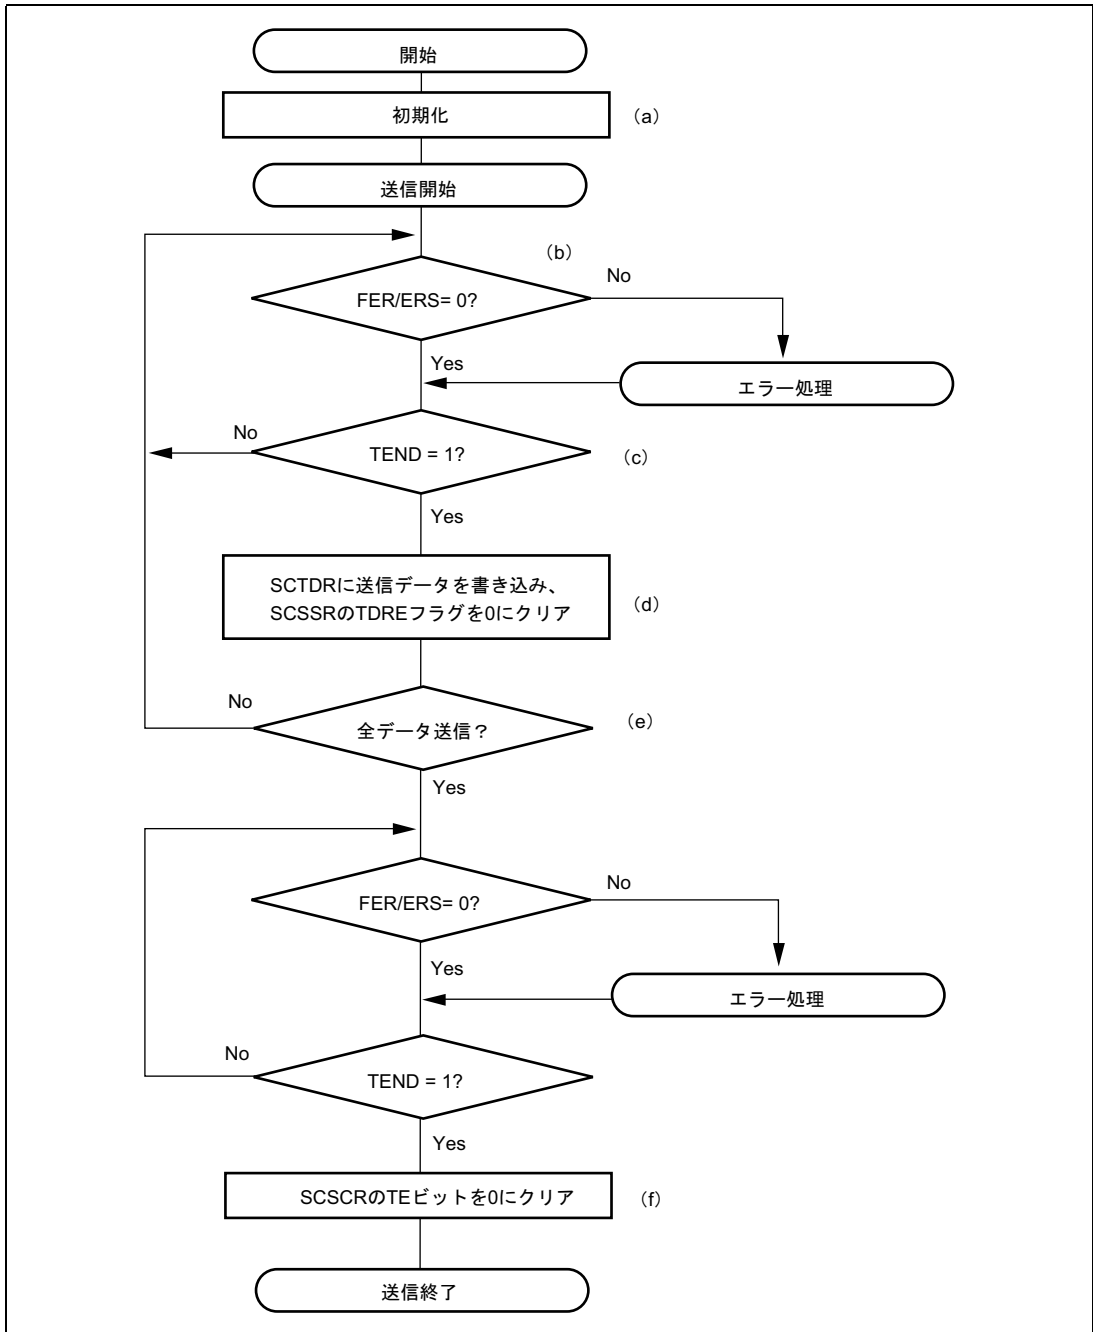 開始
初期化
（a）
送信開始
（b）
FER/ERS= 0?
No
Yes
エラー処理
No
TEND = 1?
（c）
Yes
SCTDRに送信データを書き込み、
SCSSRのTDREフラグを0にクリア
（d）
No
全データ送信？
（e）
Yes
FER/ERS= 0?
No
Yes
エラー処理
No
TEND = 1?
Yes
SCSCRのTEビットを0にクリア
（f）
送信終了